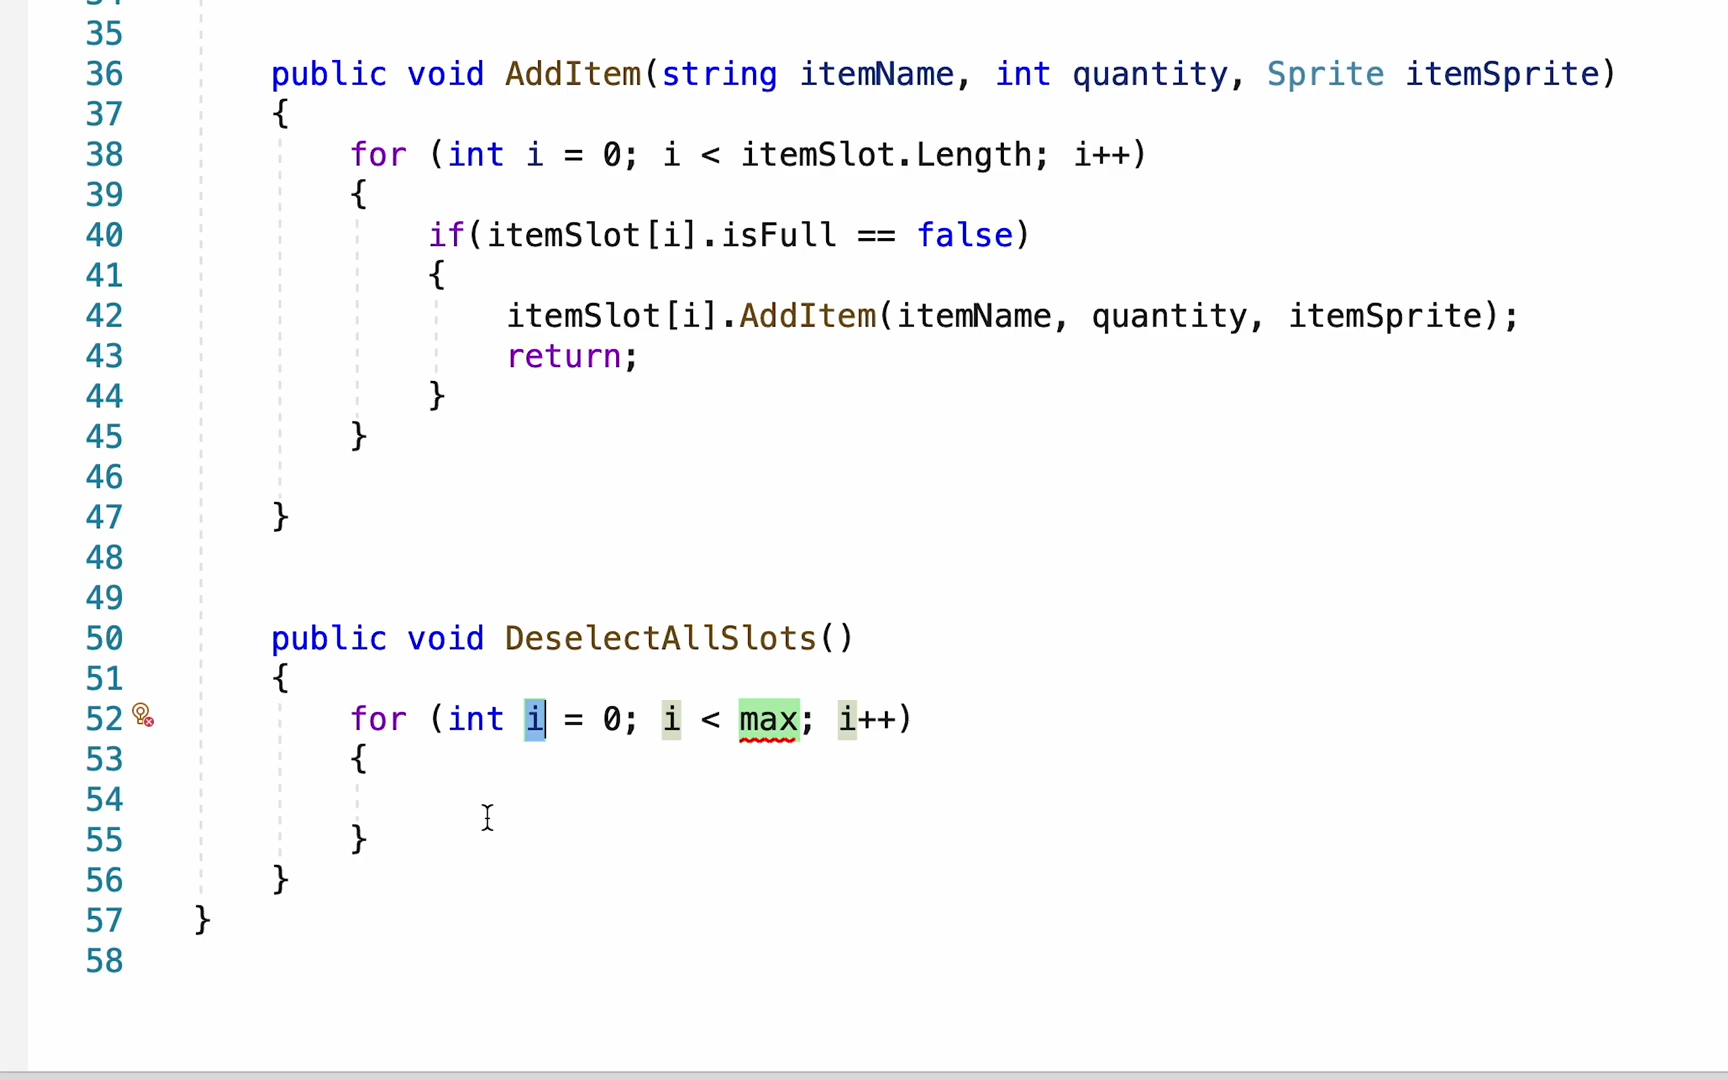 35
36 public void AddItem(string itemName, int quantity, Sprite itemSprite)
37 {
38 for (int i = 0; i < itemSlot.Length; i++)
39 {
40 if(itemSlot[i].isFull == false)
41 {
42 itemSlot[i].AddItem(itemName, quantity, itemSprite);
43 return;
44 }
45 }
46
47 }
48
49
50 public void DeselectAllSlots()
51 {
52 for (int i = 0; i < max; i++)
53 {
54
55 }
56 }
57 }
58